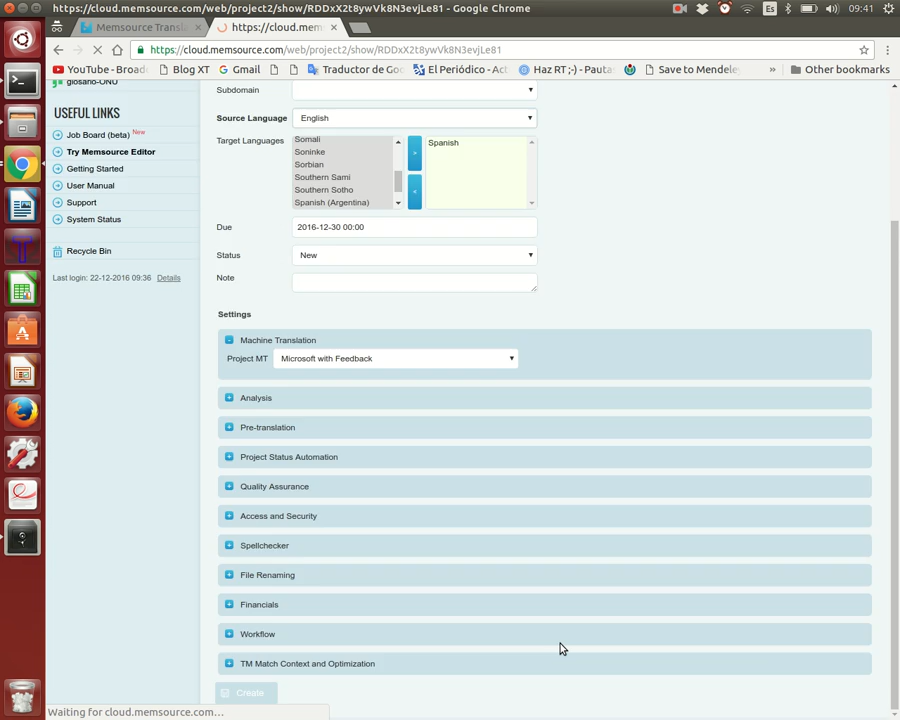 https://cloud.memsource.com/web/project2/show/RDDxX2t8ywVk8N3evjLe81 - Google Chrome
Es
09:41
Memsource Transla
https://cloud.mems
https://cloud.memsource.com/web/project2/show/RDDxX2t8ywVk8N3evjLe81
YouTube - Broad
Blog XT
Gmail
Traductor de Go
El Periódico - Act
Haz RT ;-) - Pauta
Save to Mendele
»
Other bookmarks
glosario-ONU
USEFUL LINKS
Job Board (beta) New
Try Memsource Editor
Getting Started
User Manual
Support
System Status
Recycle Bin
Last login: 22-12-2016 09:36 Details
Subdomain
Source Language
English
Target Languages
Somali
Soninke
Sorbian
Southern Sami
Southern Sotho
Spanish (Argentina)
>
<
Spanish
Due
2016-12-30 00:00
Status
New
Note
Settings
Machine Translation
Project MT
Microsoft with Feedback
Analysis
Pre-translation
Project Status Automation
Quality Assurance
Access and Security
Spellchecker
File Renaming
Financials
Workflow
TM Match Context and Optimization
Create
Waiting for cloud.memsource.com...